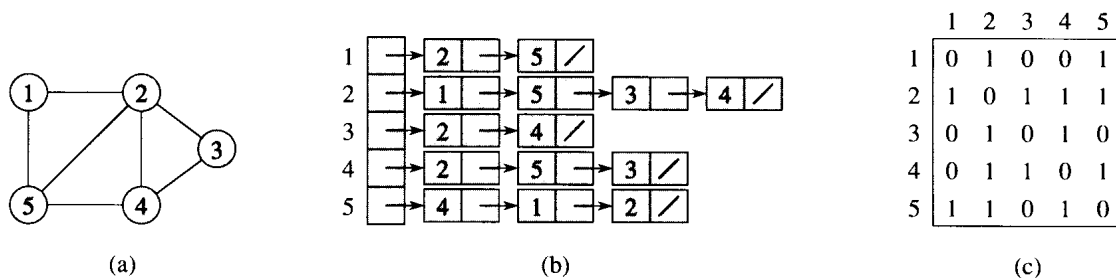 1 2
3
5 4
(a)
1 2 5 /
2 1 5 3 4 /
3 2 4 /
4 2 5 3 /
5 4 1 2 /
(b)
1 2 3 4 5
1 0 1 0 0 1
2 1 0 1 1 1
3 0 1 0 1 0
4 0 1 1 0 1
5 1 1 0 1 0
(c)